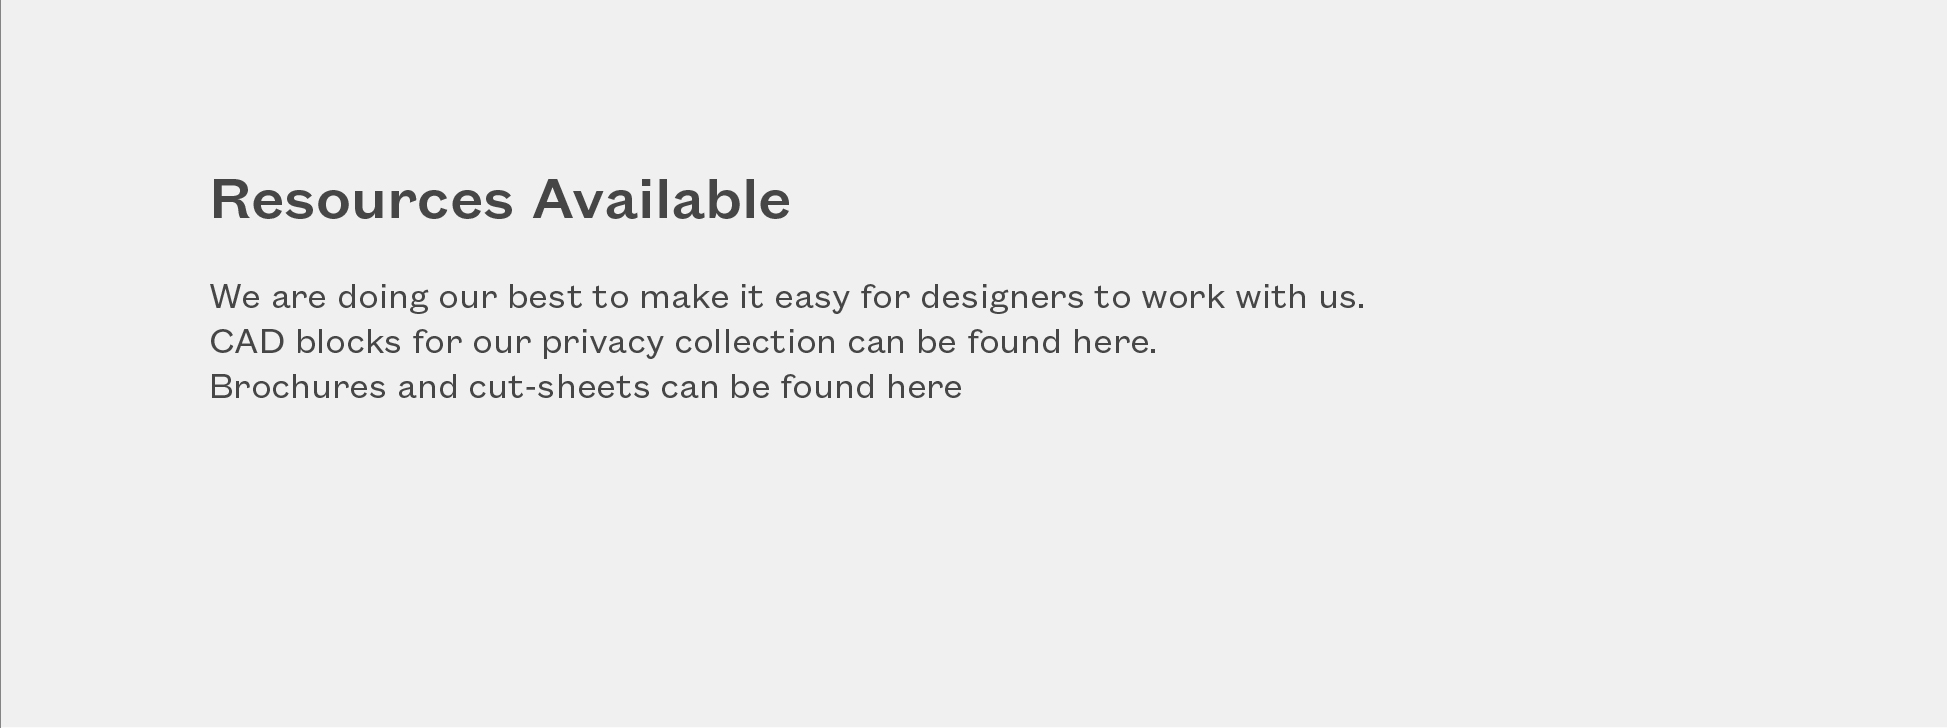 Resources Available
We are doing our best to make it easy for designers to work with us.
CAD blocks for our privacy collection can be found here.
Brochures and cut-sheets can be found here